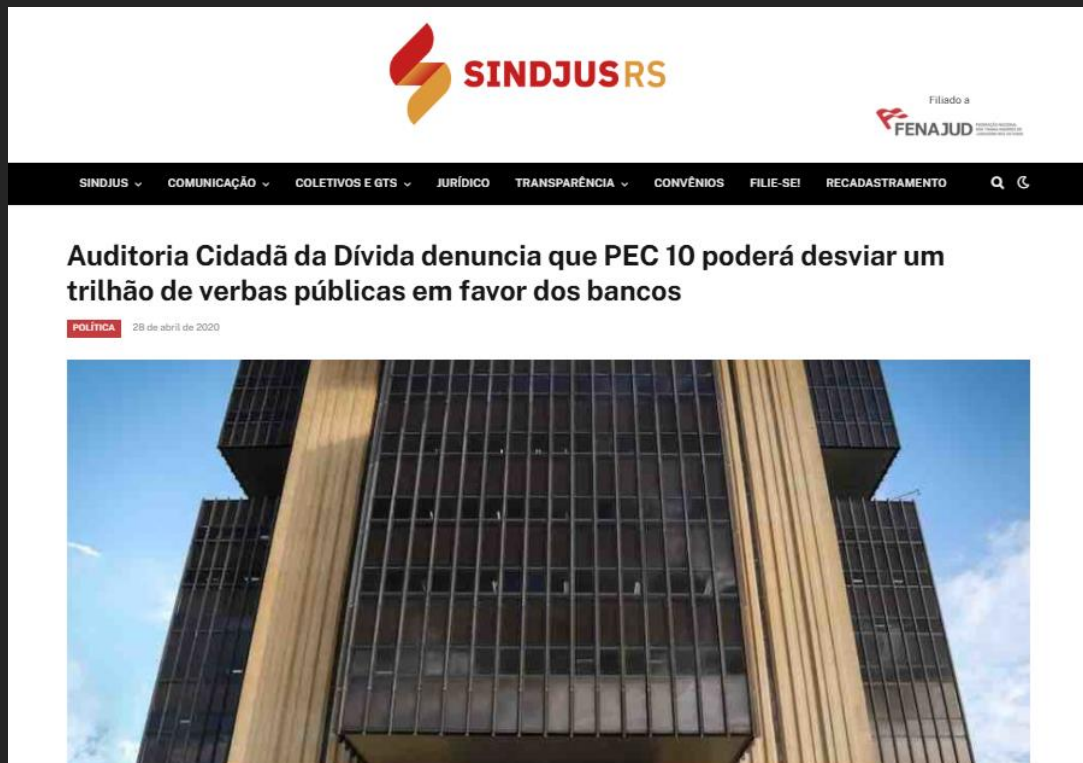 SINDJUSRS
Filiado a
FENAJUD
SINDJUS
COMUNICAÇÃO
COLETIVOS E GTS
JURÍDICO
TRANSPARÊNCIA
CONVÊNIOS
FILIE-SE!
RECADASTRAMENTO
Auditoria Cidadã da Dívida denuncia que PEC 10 poderá desviar um
trilhão de verbas públicas em favor dos bancos
POLÍTICA 28 de abril de 2020